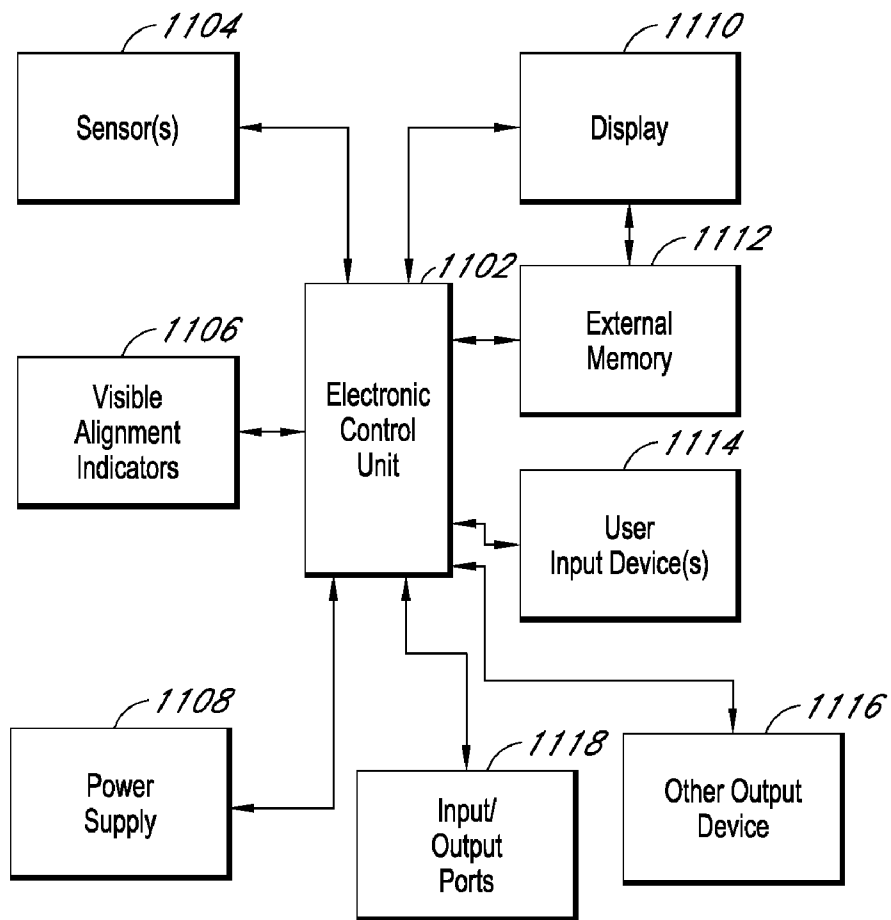 1104
Sensor(s)
1110
Display
1102
Electronic
Control
Unit
1112
External
Memory
1106
Visible
Alignment
Indicators
1114
User
Input Device(s)
1108
Power
Supply
1118
Input/
Output
Ports
1116
Other Output
Device